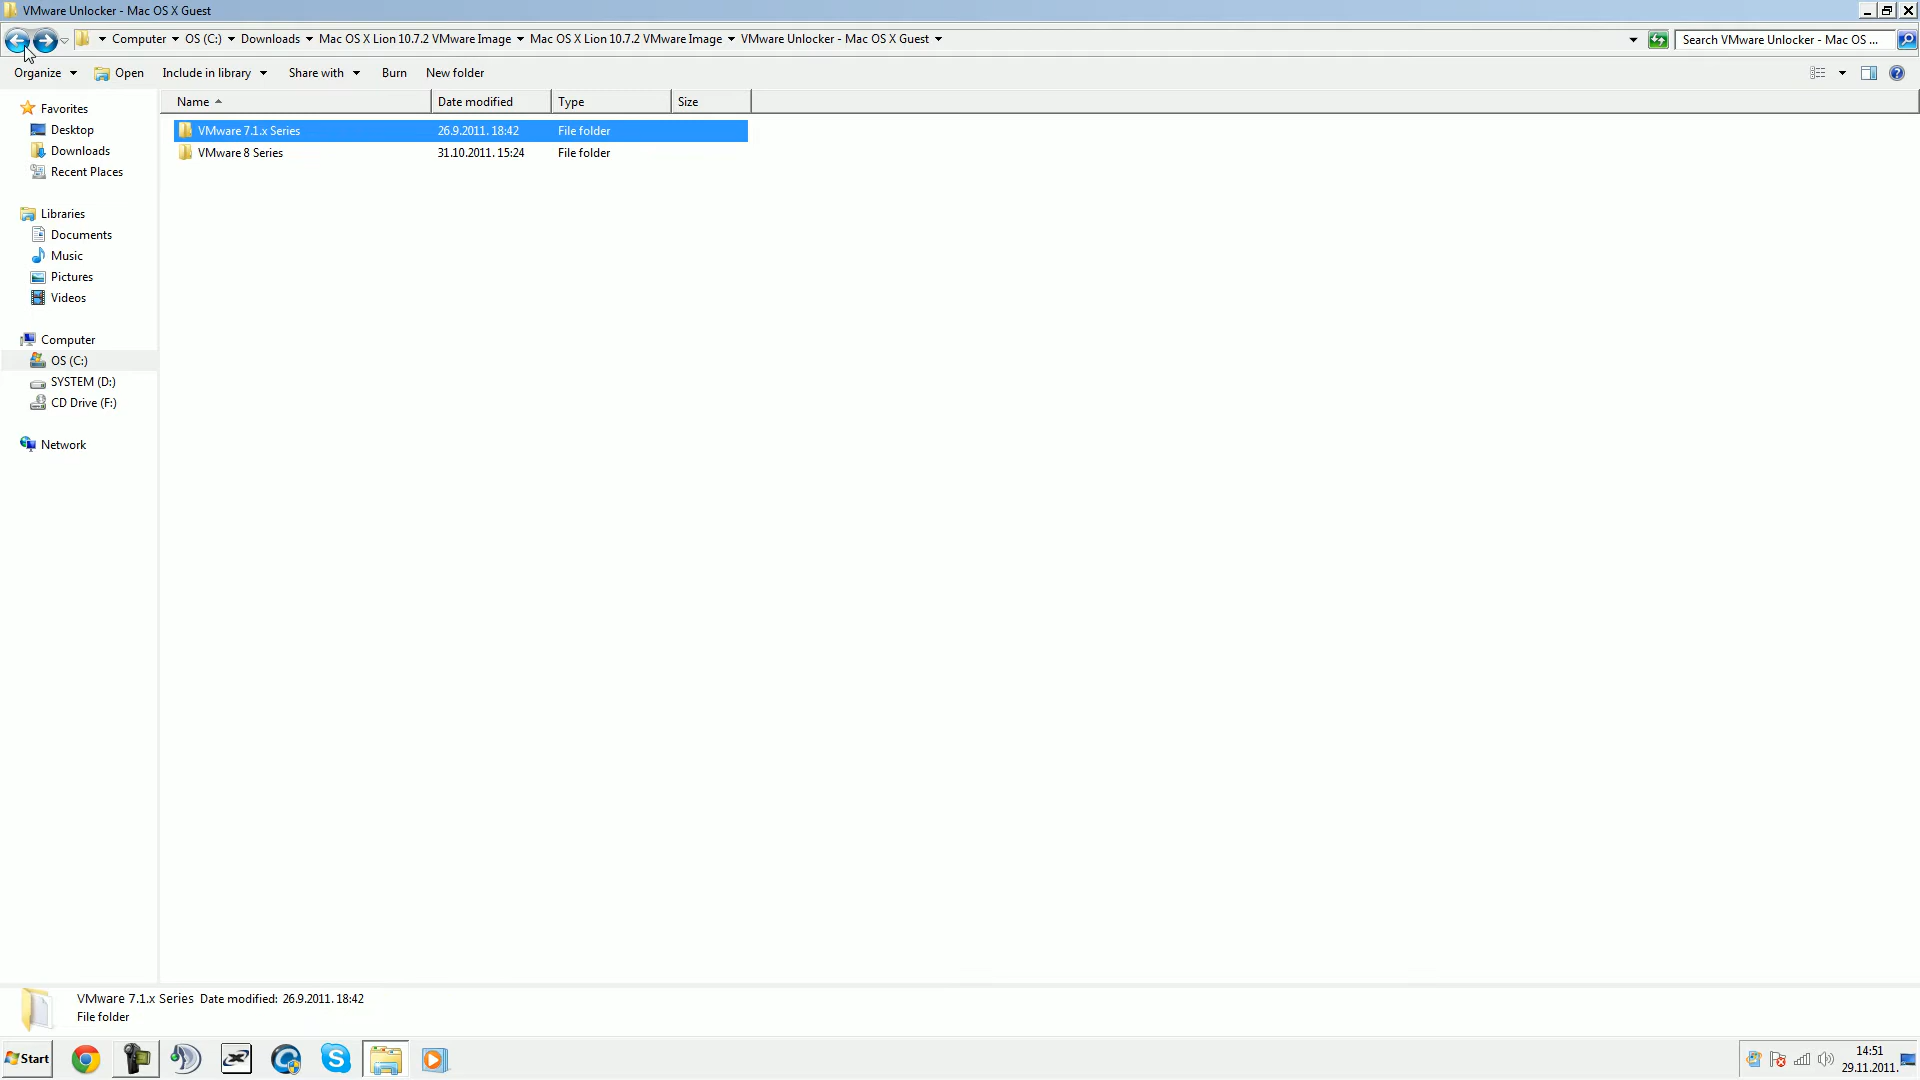 VMware Unlocker - Mac OS X Guest
Computer OS (C:) Downloads Mac OS X Lion 10.7.2 VMware Image Mac OS X Lion 10.7.2 VMware Image VMware Unlocker - Mac OS X Guest Search VMware Unlocker - Mac OS ...
Organize Open Include in library Share with Burn New folder
Name Date modified Type Size
Favorites
Desktop
Downloads
Recent Places
Libraries
Documents
Music
Pictures
Videos
Computer
OS (C:)
SYSTEM (D:)
CD Drive (F:)
Network
VMware 7.1.x Series 26.9.2011. 18:42 File folder
VMware 8 Series 31.10.2011. 15:24 File folder
VMware 7.1.x Series Date modified: 26.9.2011. 18:42
File folder
Start
14:51
29.11.2011.